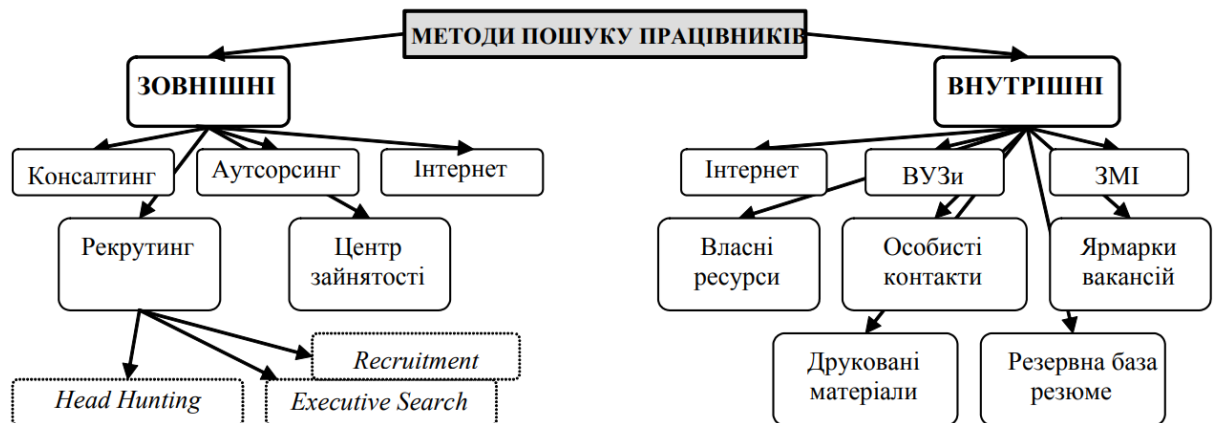 МЕТОДИ ПОШУКУ ПРАЦІВНИКІВ
ЗОВНІШНІ
ВНУТРІШНІ
Консалтинг
Аутсорсинг
Інтернет
Інтернет
ВУЗи
ЗМІ
Рекрутинг
Центр
зайнятості
Власні
ресурси
Особисті
контакти
Ярмарки
вакансій
Recruitment
Head Hunting
Executive Search
Друковані
матеріали
Резервна база
резюме